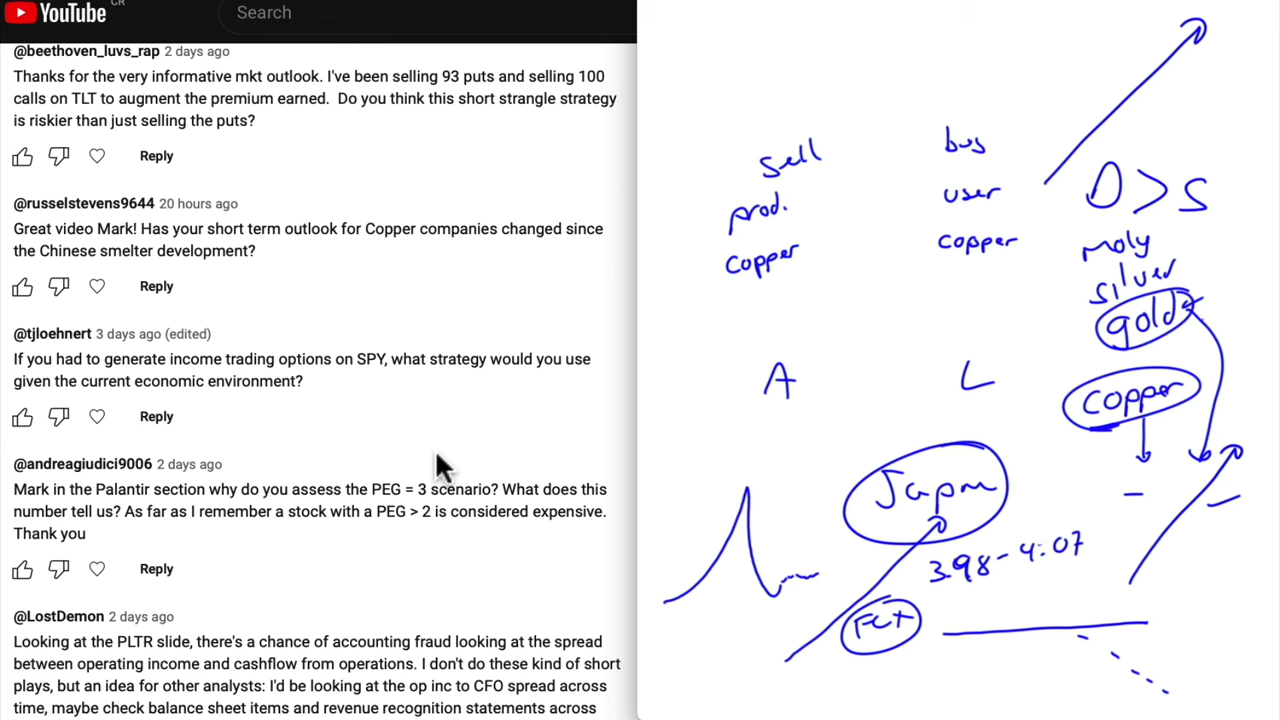 YouTube CR
Search
@beethoven_luvs_rap 2 days ago
Thanks for the very informative mkt outlook. I've been selling 93 puts and selling 100
calls on TLT to augment the premium earned. Do you think this short strangle strategy
is riskier than just selling the puts?
Reply
@russelstevens9644 20 hours ago
Great video Mark! Has your short term outlook for Copper companies changed since
the Chinese smelter development?
Reply
@tjloehnert 3 days ago (edited)
If you had to generate income trading options on SPY, what strategy would you use
given the current economic environment?
Reply
@andreagiudici9006 2 days ago
Mark in the Palantir section why do you assess the PEG = 3 scenario? What does this
number tell us? As far as I remember a stock with a PEG > 2 is considered expensive.
Thank you
Reply
@LostDemon 2 days ago
Looking at the PLTR slide, there's a chance of accounting fraud looking at the spread
between operating income and cashflow from operations. I don't do these kind of short
plays, but an idea for other analysts: I'd be looking at the op inc to CFO spread across
time, maybe check balance sheet items and revenue recognition statements across
sell
prod.
copper
user
copper
D>S
moly
silver
gold
copper
A
L
3.98-4.07
FCX